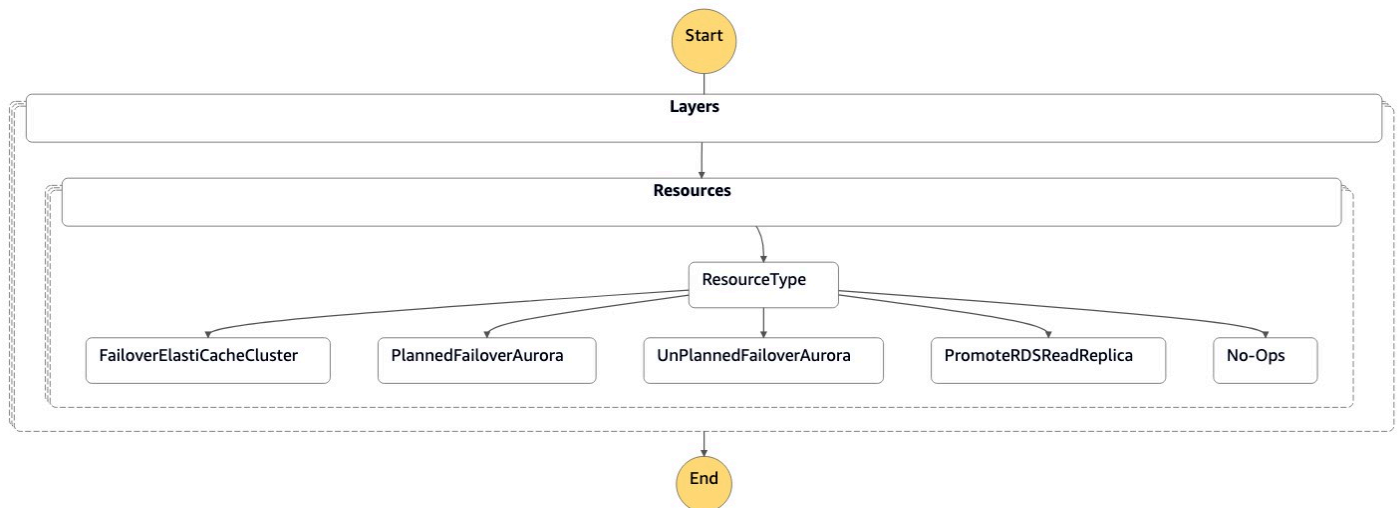 Start
Layers
Resources
ResourceType
FailoverElastiCacheCluster
PlannedFailoverAurora
UnPlannedFailoverAurora
PromoteRDSReadReplica
No-Ops
End